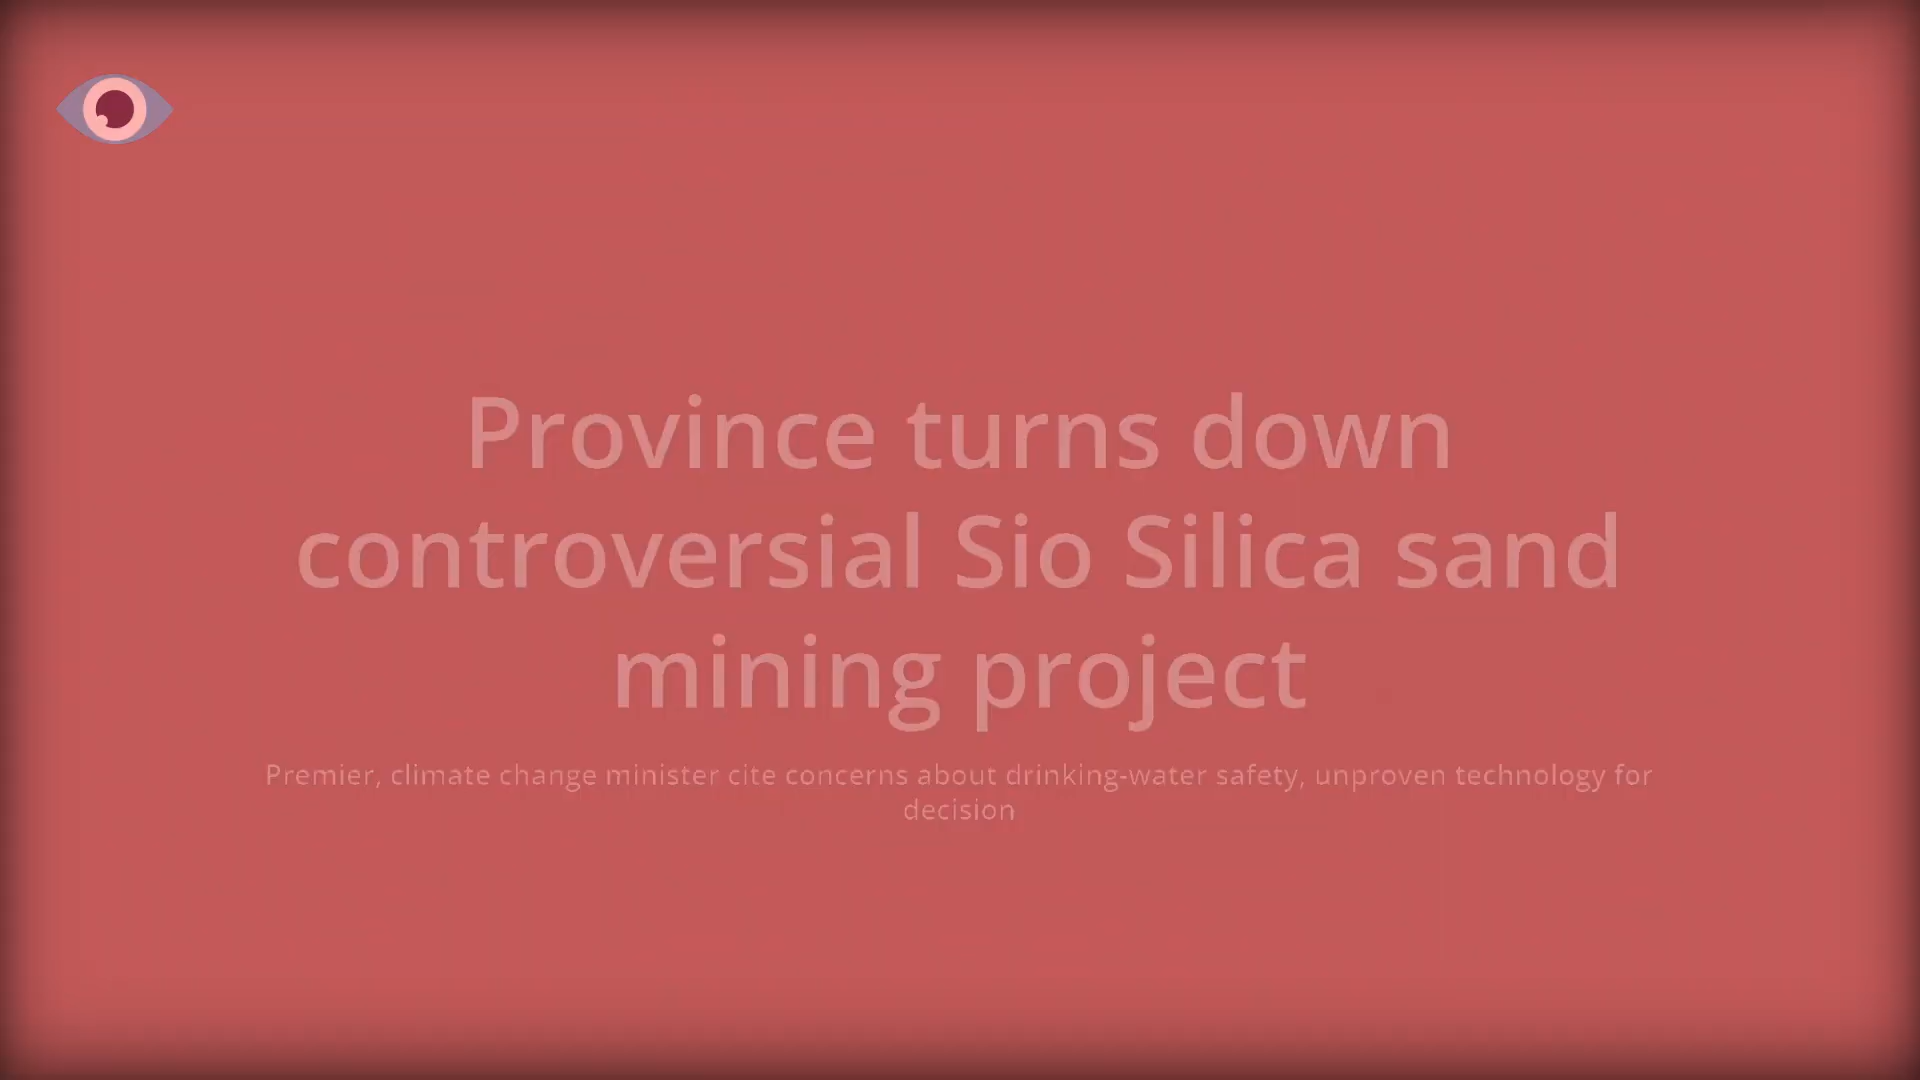 Province turns down
controversial Sio Silica sand
mining project
Premier, climate change minister cite concerns about drinking-water safety, unproven technology for
decision